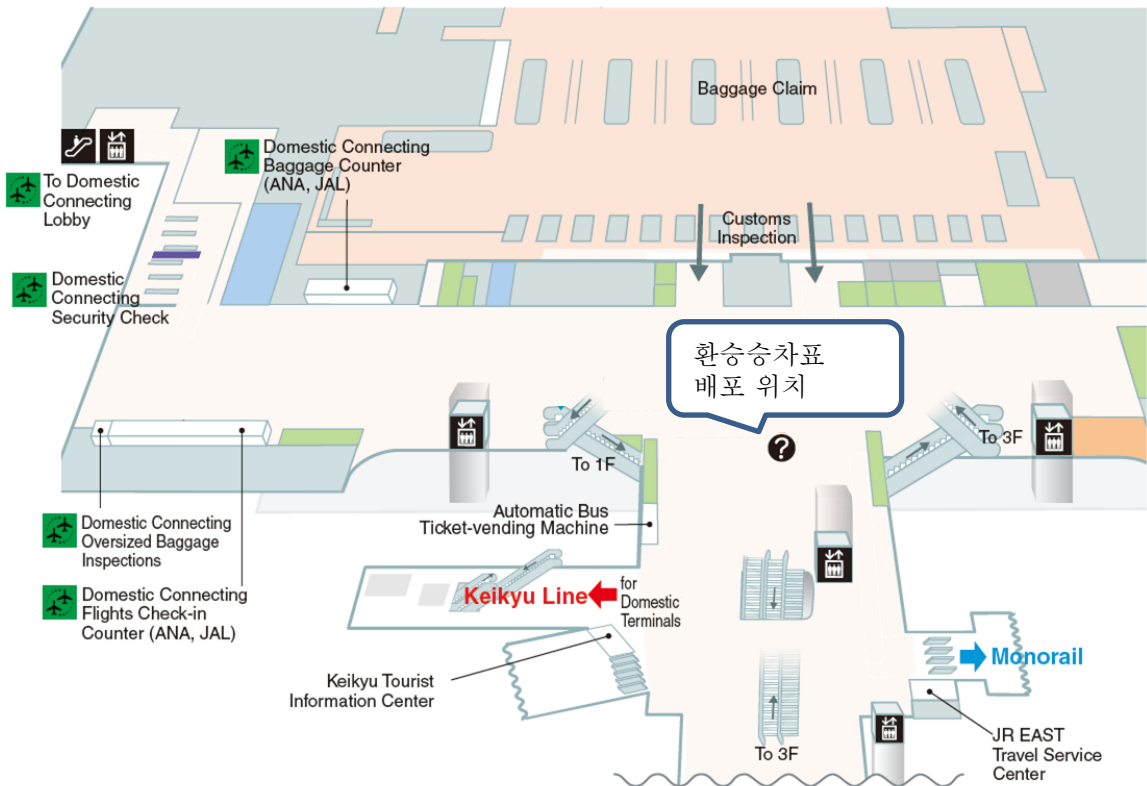 Baggage Claim
Domestic Connecting
Baggage Counter
(ANA, JAL)
To Domestic
Connecting
Lobby
Customs
Inspection
Domestic
Connecting
Security Check
환승승차표
배포 위치
?
To 1F
To 3F
Automatic Bus
Ticket-vending Machine
Domestic Connecting
Oversized Baggage
Inspections
Domestic Connecting
Flights Check-in
Counter (ANA, JAL)
Keikyu Line
for
Domestic
Terminals
Monorail
Keikyu Tourist
Information Center
To 3F
JR EAST
Travel Service
Center